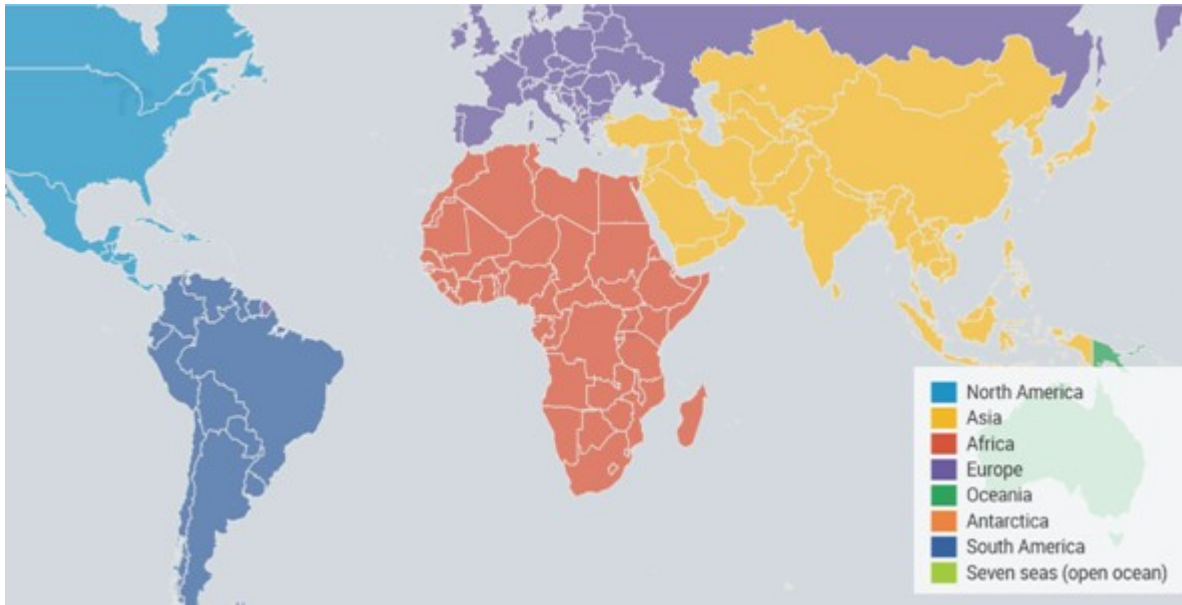 North America
Asia
Africa
Europe
Oceania
Antarctica
South America
Seven seas (open ocean)